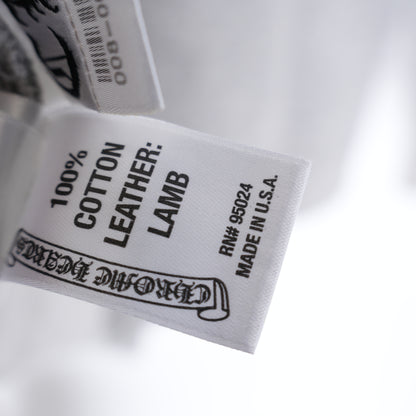 100%
COTTON
LEATHER:
LAMB
RN# 95024
MADE IN U.S.A.
CHROME HEARTS